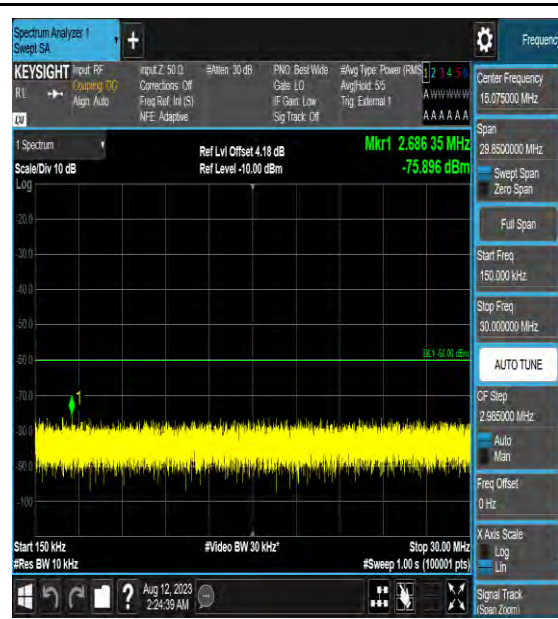 Spectrum Analyzer 1
Swept SA
Frequenc
KEYSIGHT Input: RF
RL
Coupling: DC
Align: Auto
LW
Input Z: 50 Ω
Corrections: Off
Freq Ref: Int (S)
NFE: Adaptive
#Atten: 30 dB
PNO: Best Wide
Gate: LO
IF Gain: Low
Sig Track: Off
#Avg Type: Power (RMS
Avg|Hold: 5/5
Trig: External 1
1 2 3 4 5 6
A W W W W W
A A A A A A
1 Spectrum
Scale/Div 10 dB
Ref Lvl Offset 4.18 dB
Ref Level -10.00 dBm
Mkr1 2.686 35 MHz
-75.896 dBm
Log
-20.0
-30.0
-40.0
-50.0
-60.0
DL1 -60.00 dBm
-70.0
1
-80.0
-90.0
-100
Start 150 kHz
#Res BW 10 kHz
#Video BW 30 kHz*
Stop 30.00 MHz
#Sweep 1.00 s (100001 pts)
Aug 12, 2023
2:24:39 AM
Center Frequency
15.075000 MHz
Span
29.8500000 MHz
Swept Span
Zero Span
Full Span
Start Freq
150.000 kHz
Stop Freq
30.000000 MHz
AUTO TUNE
CF Step
2.985000 MHz
Auto
Man
Freq Offset
0 Hz
X Axis Scale
Log
Lin
Signal Track
(Span Zoom)